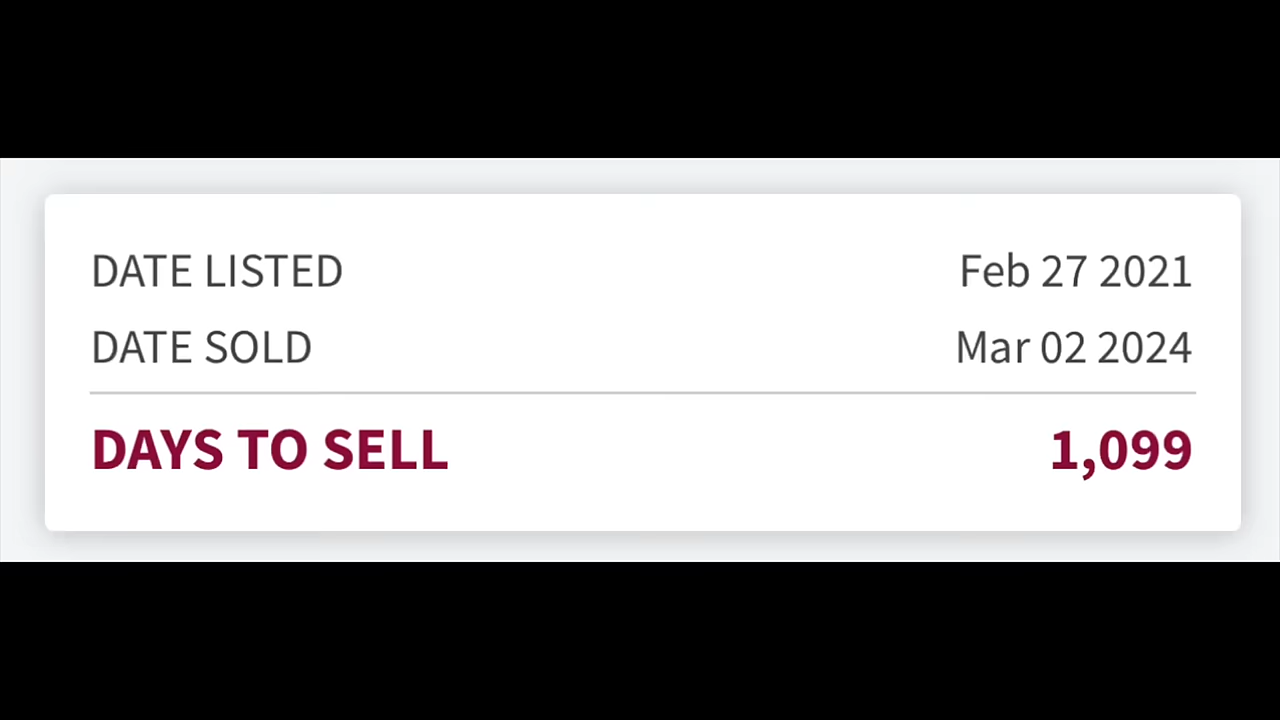 DATE LISTED Feb 27 2021
DATE SOLD Mar 02 2024
DAYS TO SELL 1,099